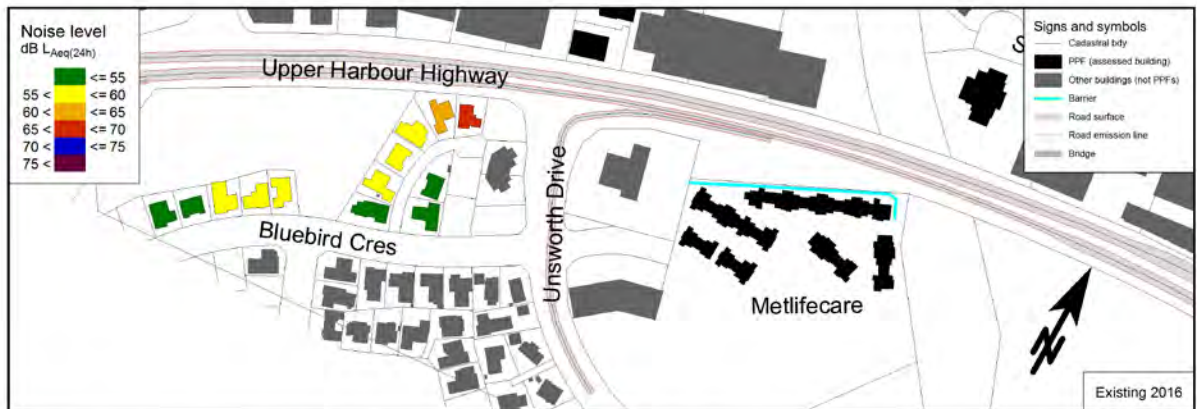 Noise level
dB LAeq(24h)
<= 55
55 < <= 60
60 < <= 65
65 < <= 70
70 < <= 75
75 <
Upper Harbour Highway
Bluebird Cres
Unsworth Drive
Metlifecare
S
Signs and symbols
Cadastral bdy
PPF (assessed building)
Other buildings (not PPFs)
Barrier
Road surface
Road emission line
Bridge
Existing 2016